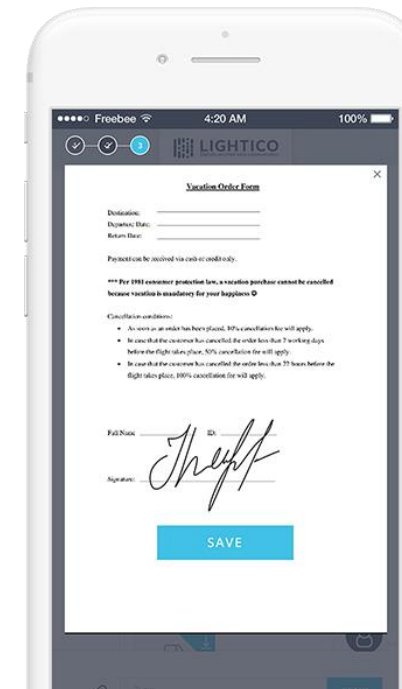 Freebee 4:20 AM 100%
3 LIGHTICO
Vacation Order Form
Destination:
Departure Date:
Return Date:
Payment can be received via cash or credit only.
*** Per 1981 consumer protection law, a vacation purchase cannot be cancelled
because vacation is mandatory for your happiness
Cancellation conditions:
• As soon as an order has been placed, 10% cancellation fee will apply.
• In case that the customer has cancelled the order less than 7 working days
before the flight takes place, 50% cancellation fee will apply.
• In case that the customer has cancelled the order less than 22 hours before the
flight takes place, 100% cancellation fee will apply.
Full Name: ID:
Signature:
SAVE